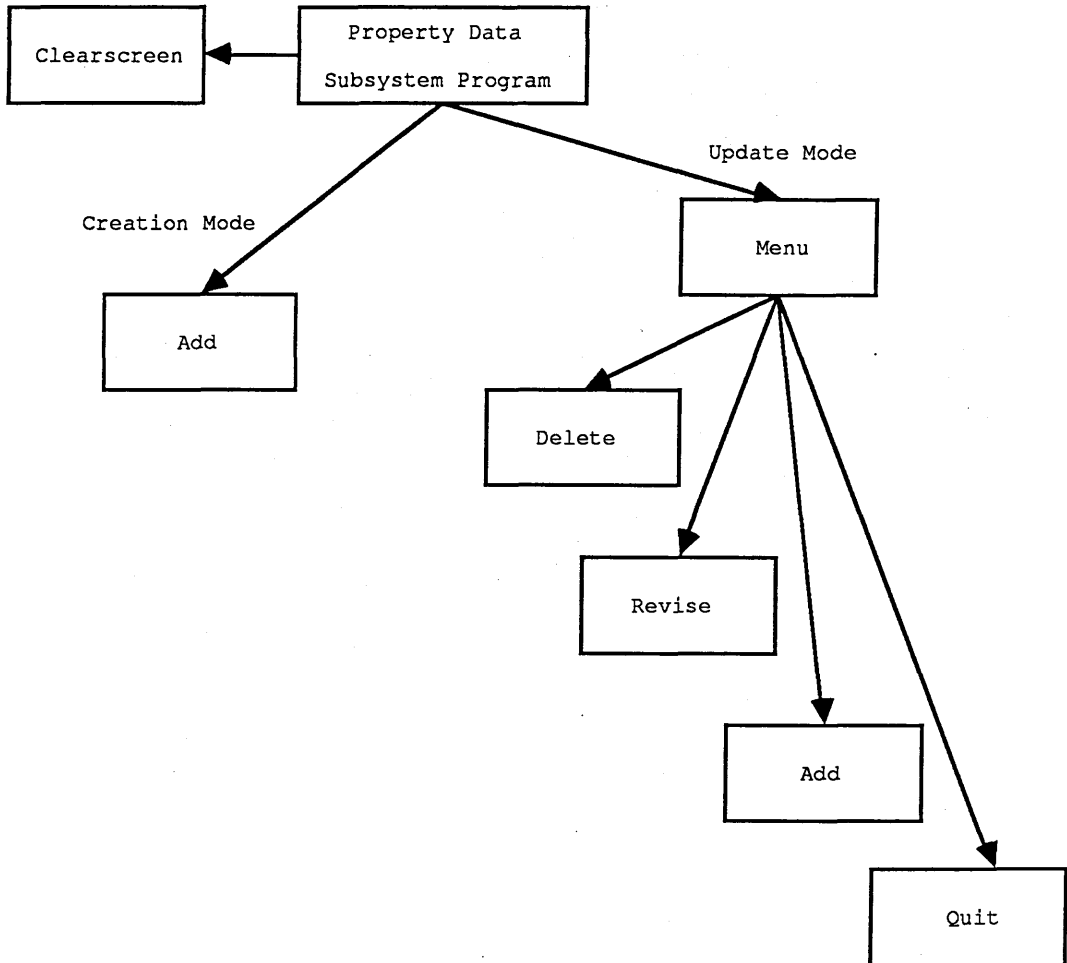 Property Data
Clearscreen
Subsystem Program
Update Mode
Creation Mode
Menu
Add
Delete
Revise
Add
Quit